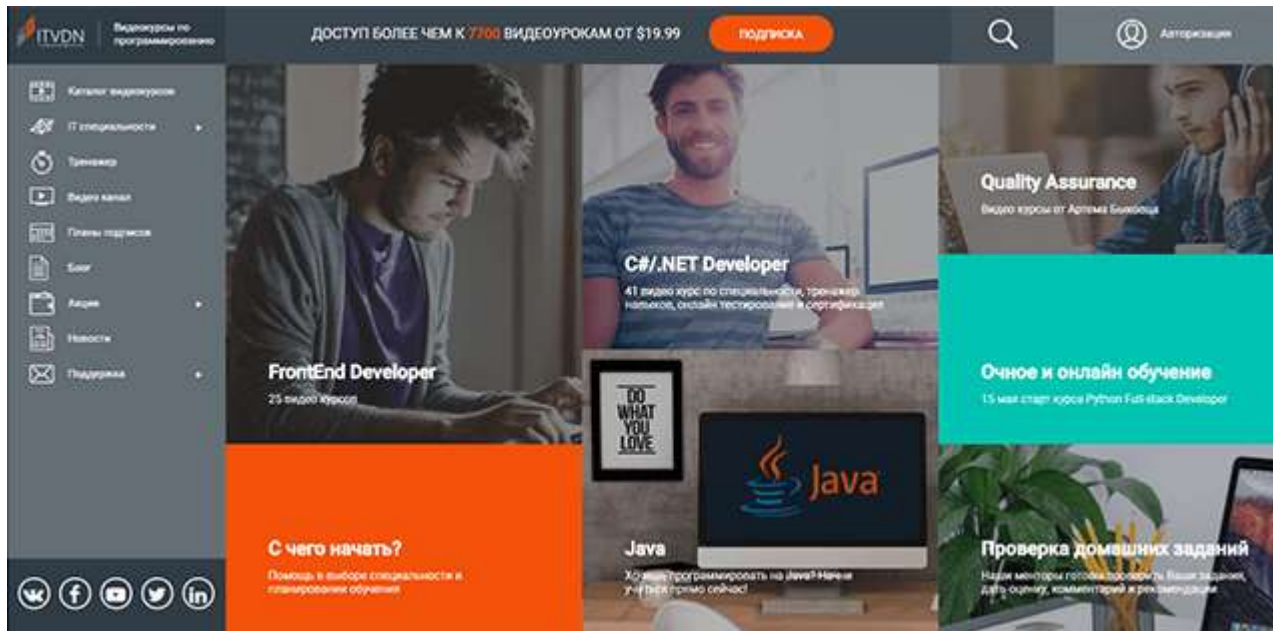 ITVDN
Видеокурсы по
программированию
ДОСТУП БОЛЕЕ ЧЕМ К 7700 ВИДЕОУРОКАМ ОТ $19.99
ПОДПИСКА
Авторизация
Каталог видеокурсов
IT специальности
Тренажер
Видео канал
Планы подписок
Блог
Акции
Новости
Поддержка
FrontEnd Developer
25 видео курсов
C#/.NET Developer
41 видео курс по специальности, тренажер
навыков, онлайн тестирование и сертификация
Quality Assurance
Видео курсы от Артема Быковца
Очное и онлайн обучение
15 мая старт курса Python Full-stack Developer
С чего начать?
Помощь в выборе специальности и
планировании обучения
DO
WHAT
YOU
LOVE
Java
Java
Хочешь программировать на Java? Начни
учиться прямо сейчас!
Проверка домашних заданий
Наши менторы готовы проверить Ваши задания,
дать оценку, комментарий и рекомендации